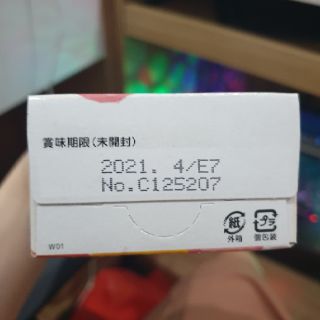 賞味期限(未開封)
2021. 4/E7
No.C125207
紙 プラ
外箱 個包装
W01